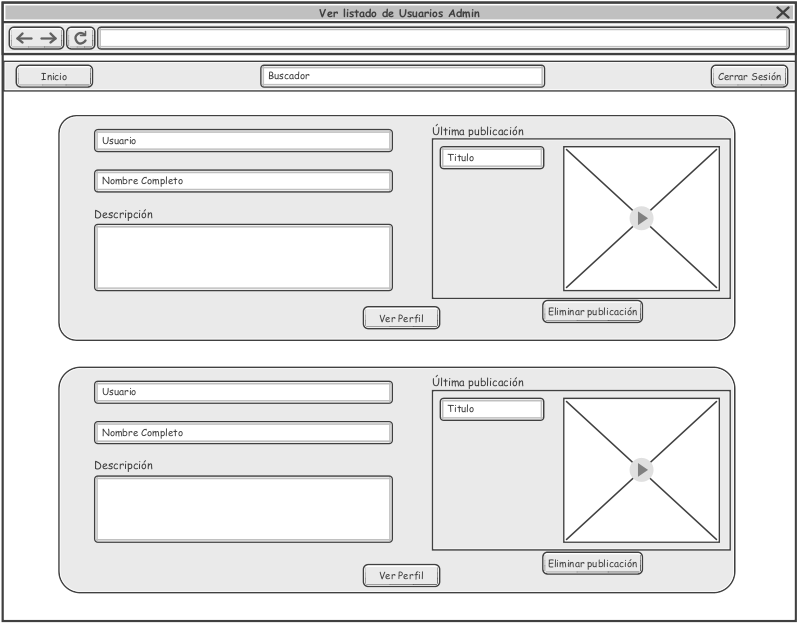 Ver listado de Usuarios Admin
Inicio
Buscador
Cerrar Sesión
Usuario
Nombre Completo
Descripción
Última publicación
Titulo
Ver Perfil
Eliminar publicación
Usuario
Nombre Completo
Descripción
Última publicación
Titulo
Ver Perfil
Eliminar publicación